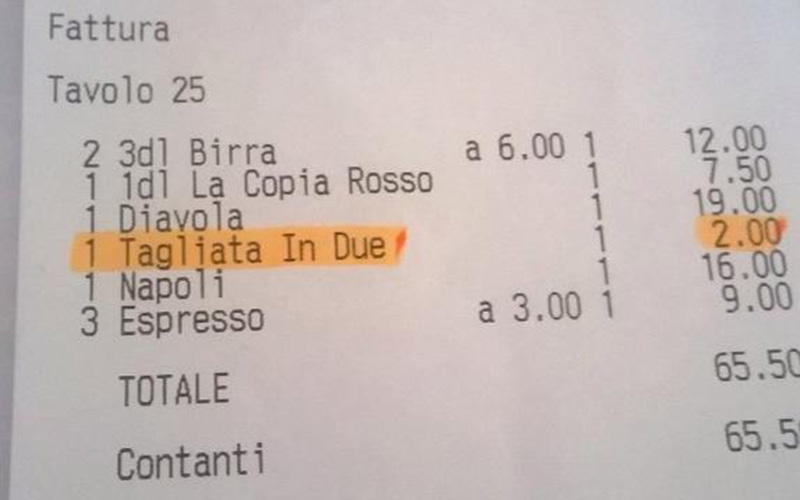 Fattura
Tavolo 25
2 3dl Birra a 6.00 1 12.00
1 1dl La Copia Rosso 1 7.50
1 Diavola 1 19.00
1 Tagliata In Due 1 2.00
1 Napoli 1 16.00
3 Espresso a 3.00 1 9.00
TOTALE 65.50
Contanti 65.5